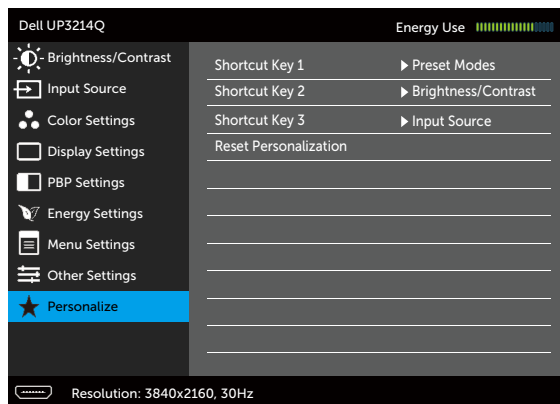 Dell UP3214Q Energy Use
Brightness/Contrast
Input Source
Color Settings
Display Settings
PBP Settings
Energy Settings
Menu Settings
Other Settings
Personalize
Shortcut Key 1 Preset Modes
Shortcut Key 2 Brightness/Contrast
Shortcut Key 3 Input Source
Reset Personalization
Resolution: 3840x2160, 30Hz